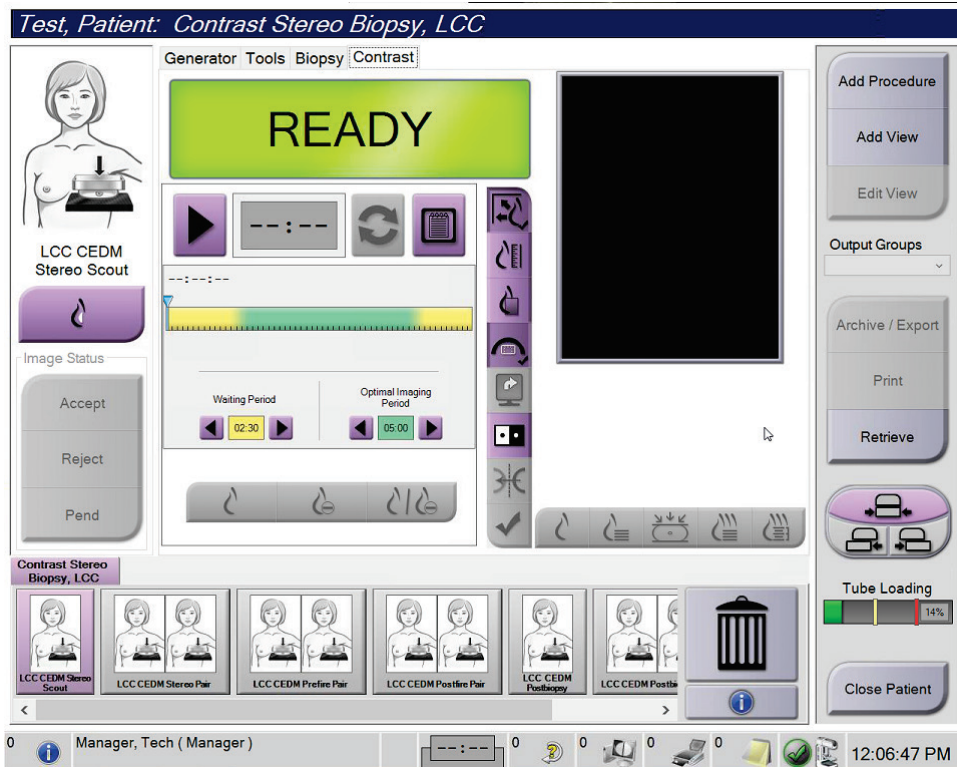 Test, Patient:  Contrast Stereo Biopsy, LCC
Generator Tools Biopsy Contrast
READY
--:--
--:--:--
Waiting Period
02:30
Optimal Imaging
Period
05:00
LCC CEDM
Stereo Scout
Image Status
Accept
Reject
Pend
Add Procedure
Add View
Edit View
Output Groups
Archive / Export
Print
Retrieve
Tube Loading
14%
Close Patient
Contrast Stereo
Biopsy, LCC
LCC CEDM Stereo
Scout
LCC CEDM Stereo Pair
LCC CEDM Prefire Pair
LCC CEDM Postfire Pair
LCC CEDM
Postbiopsy
LCC CEDM Postbi
0
Manager, Tech ( Manager )
--:--
0
0
0
0
12:06:47 PM